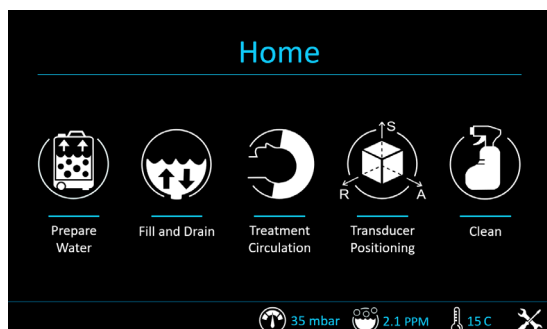 Home
S
R
A
Prepare
Water
Fill and Drain
Treatment
Circulation
Transducer
Positioning
Clean
35 mbar
2.1 PPM
15 C